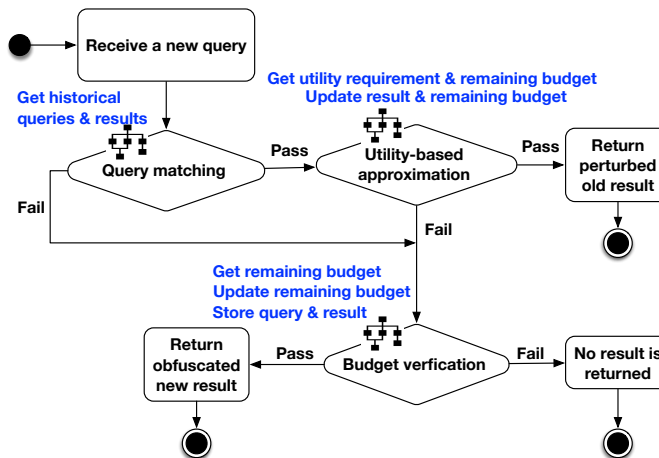 Receive a new query
Get utility requirement & remaining budget
Update result & remaining budget
Get historical
queries & results
Query matching
Pass
Utility-based
approximation
Pass
Return
perturbed
old result
Fail
Fail
Get remaining budget
Update remaining budget
Store query & result
Return
obfuscated
new result
Pass
Budget verfication
Fail
No result is
returned